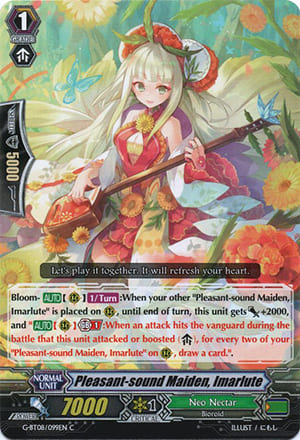 1
GRADE
5000
Let's play it together. It will refresh your heart.
Bloom- AUTO 1/Turn :When your other "Pleasant-sound Maiden,
Imarlute" is placed on , until end of turn, this unit gets +2000,
and "AUTO 1:When an attack hits the vanguard during the
battle that this unit attacked or boosted ( ), for every two of your
"Pleasant-sound Maiden, Imarlute" on , draw a card.".
NORMAL UNIT
Pleasant-sound Maiden, Imarlute
POWER
7000
1
CRITICAL
Neo Nectar
Bioroid
G-BT08/099EN C
ILLUST / にもし